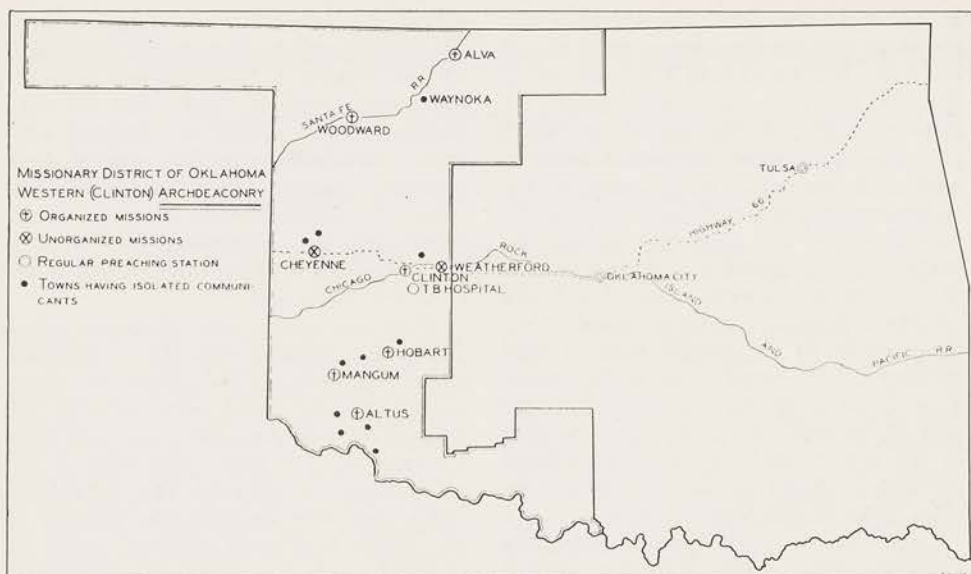 ALVA
SANTA FE RR
WAYNOKA
WOODWARD
MISSIONARY DISTRICT OF OKLAHOMA
WESTERN (CLINTON) ARCHDEACONRY
ORGANIZED MISSIONS
UNORGANIZED MISSIONS
REGULAR PREACHING STATION
TOWNS HAVING ISOLATED COMMUNI-
CANTS
TULSA
HIGHWAY 66
CHEYENNE
WEATHERFORD
CLINTON
T B HOSPITAL
OKLAHOMA CITY
CHICAGO ROCK ISLAND AND PACIFIC R.R.
HOBART
MANGUM
ALTUS